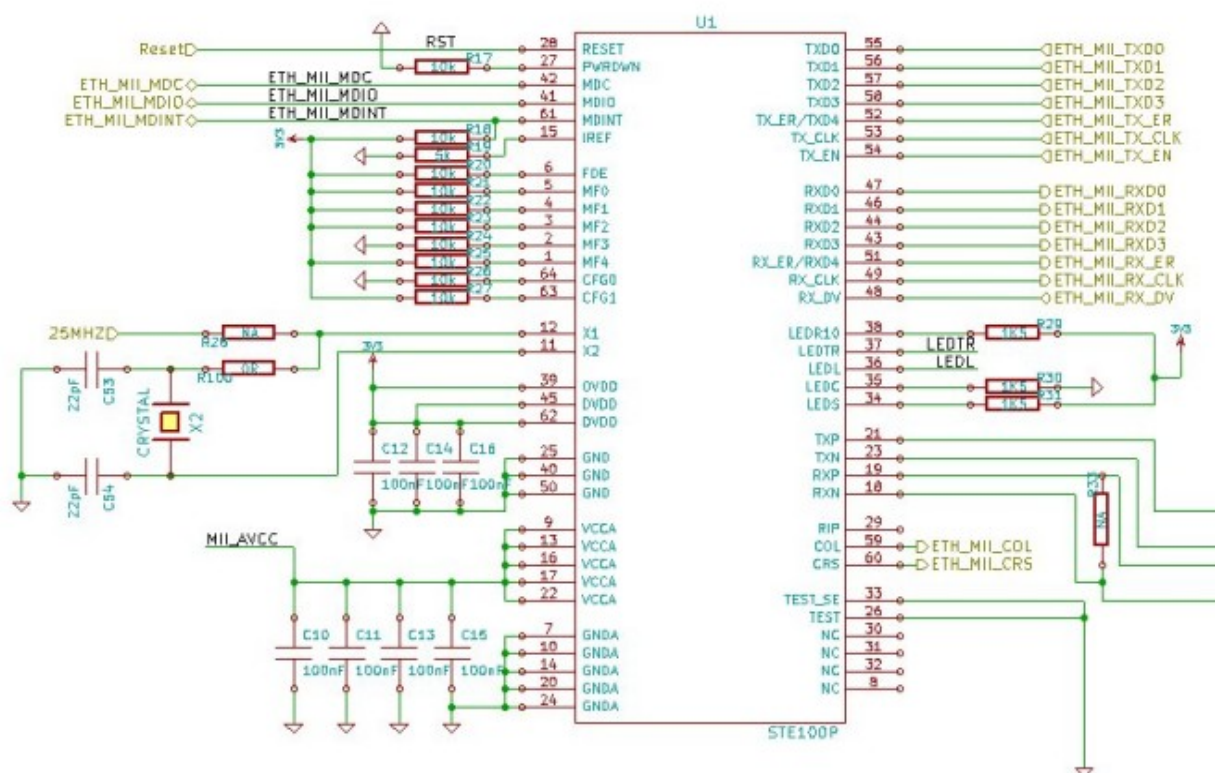 U1
Reset RST 28 RESET TXD0 55 ETH_MII_TXD0
R17 10k 27 PWRDWN TXD1 56 ETH_MII_TXD1
ETH_MII_MDC ETH_MII_MDC 42 MDC TXD2 57 ETH_MII_TXD2
ETH_MII_MDIO ETH_MII_MDIO 41 MDIO TXD3 58 ETH_MII_TXD3
ETH_MII_MDINT ETH_MII_MDINT 61 MDINT TX_ER/TXD4 52 ETH_MII_TX_ER
3V3 R18 10k 15 IREF TX_CLK 53 ETH_MII_TX_CLK
R19 5k TX_EN 54 ETH_MII_TX_EN
R20 10k 6 FDE
R21 10k 5 MF0 RXD0 47 ETH_MII_RXD0
R22 10k 4 MF1 RXD1 46 ETH_MII_RXD1
R23 10k 3 MF2 RXD2 44 ETH_MII_RXD2
R24 10k 2 MF3 RXD3 43 ETH_MII_RXD3
R25 10k 1 MF4 RX_ER/RXD4 51 ETH_MII_RX_ER
R26 10k 64 CFG0 RX_CLK 49 ETH_MII_RX_CLK
R27 10k 63 CFG1 RX_DV 48 ETH_MII_RX_DV
25MHZ NA 12 X1 LEDR10 38 1K5 R29 3V3
3V3 11 X2 LEDTR 37 LEDTR
22pF C53 R100 0R LEDL 36 LEDL
39 DVDD LEDC 35 1K5 R30
45 DVDD LEDS 34 1K5 R31
CRYSTAL X2 62 DVDD
TXP 21
C12 C14 C16 25 GND TXN 23
22pF C54 100nF 100nF 100nF 40 GND RXP 19
50 GND RXN 18 R33 NA
MII_AVCC 9 VCCA RIP 29
13 VCCA COL 59 ETH_MII_COL
16 VCCA CRS 60 ETH_MII_CRS
17 VCCA
22 VCCA TEST_SE 33
TEST 26
C10 C11 C13 C15 7 GNDA NC 30
100nF 100nF 100nF 100nF 10 GNDA NC 31
14 GNDA NC 32
20 GNDA NC 8
24 GNDA
STE100P